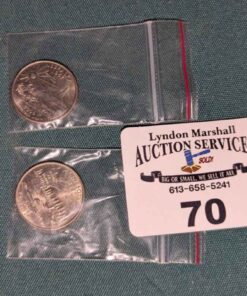 Lyndon Marshall
AUCTION SERVICE
SOLD!
BIG OR SMALL, WE SELL IT ALL
613-658-5241
70